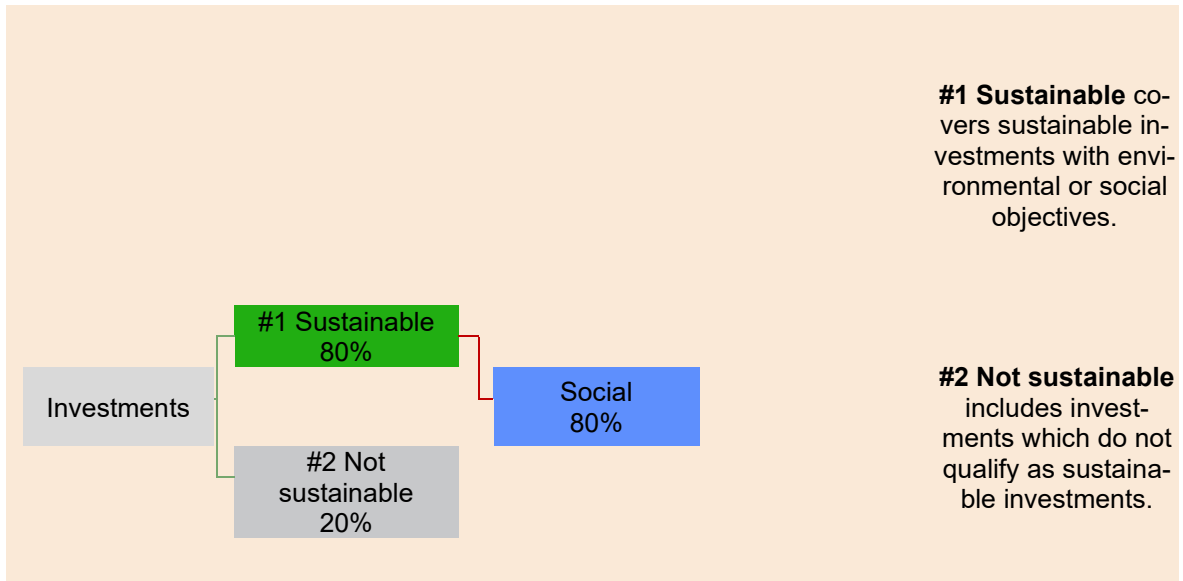 #1 Sustainable co-
vers sustainable in-
vestments with envi-
ronmental or social
objectives.
#1 Sustainable
80%
Investments
Social
80%
#2 Not
sustainable
20%
#2 Not sustainable
includes invest-
ments which do not
qualify as sustaina-
ble investments.